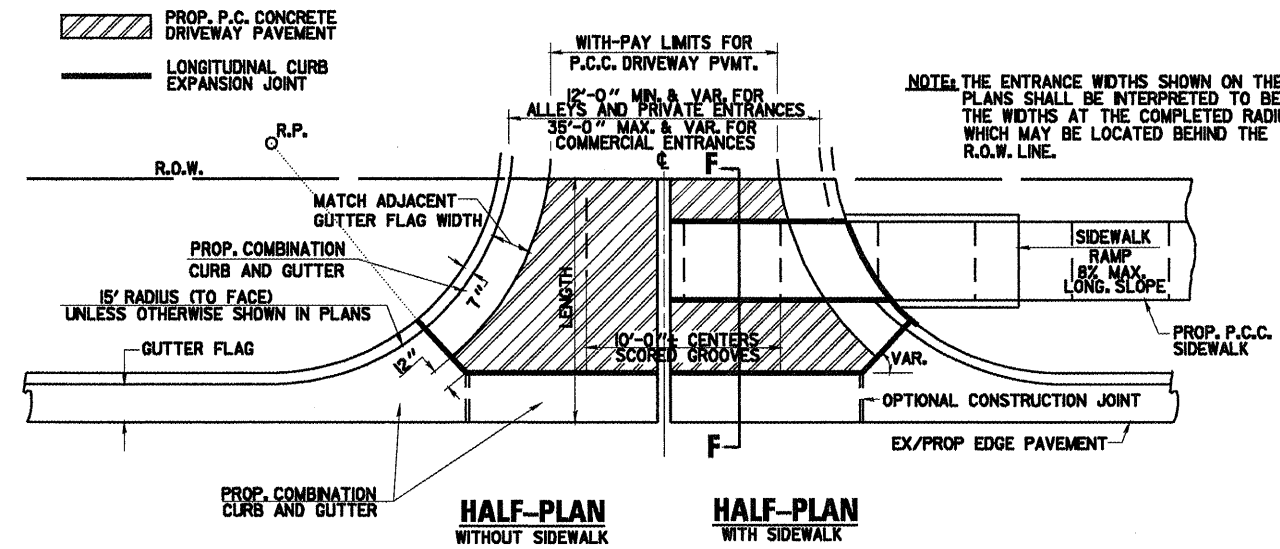 PROP. P.C. CONCRETE
DRIVEWAY PAVEMENT
LONGITUDINAL CURB
EXPANSION JOINT
WITH-PAY LIMITS FOR
P.C.C. DRIVEWAY PVMT.
12'-0" MIN. & VAR. FOR
ALLEYS AND PRIVATE ENTRANCES
35'-0" MAX. & VAR. FOR
COMMERCIAL ENTRANCES
NOTE: THE ENTRANCE WIDTHS SHOWN ON THE
PLANS SHALL BE INTERPRETED TO BE
THE WIDTHS AT THE COMPLETED RADI
WHICH MAY BE LOCATED BEHIND THE
R.O.W. LINE.
R.P.
R.O.W.
℄
F
MATCH ADJACENT
GUTTER FLAG WIDTH
PROP. COMBINATION
CURB AND GUTTER
7"
15' RADIUS (TO FACE)
UNLESS OTHERWISE SHOWN IN PLANS
GUTTER FLAG
12"
LENGTH
10'-0"± CENTERS
SCORED GROOVES
VAR.
SIDEWALK
RAMP
8% MAX.
LONG. SLOPE
PROP. P.C.C.
SIDEWALK
OPTIONAL CONSTRUCTION JOINT
EX/PROP EDGE PAVEMENT
F
PROP. COMBINATION
CURB AND GUTTER
HALF-PLAN
WITHOUT SIDEWALK
HALF-PLAN
WITH SIDEWALK